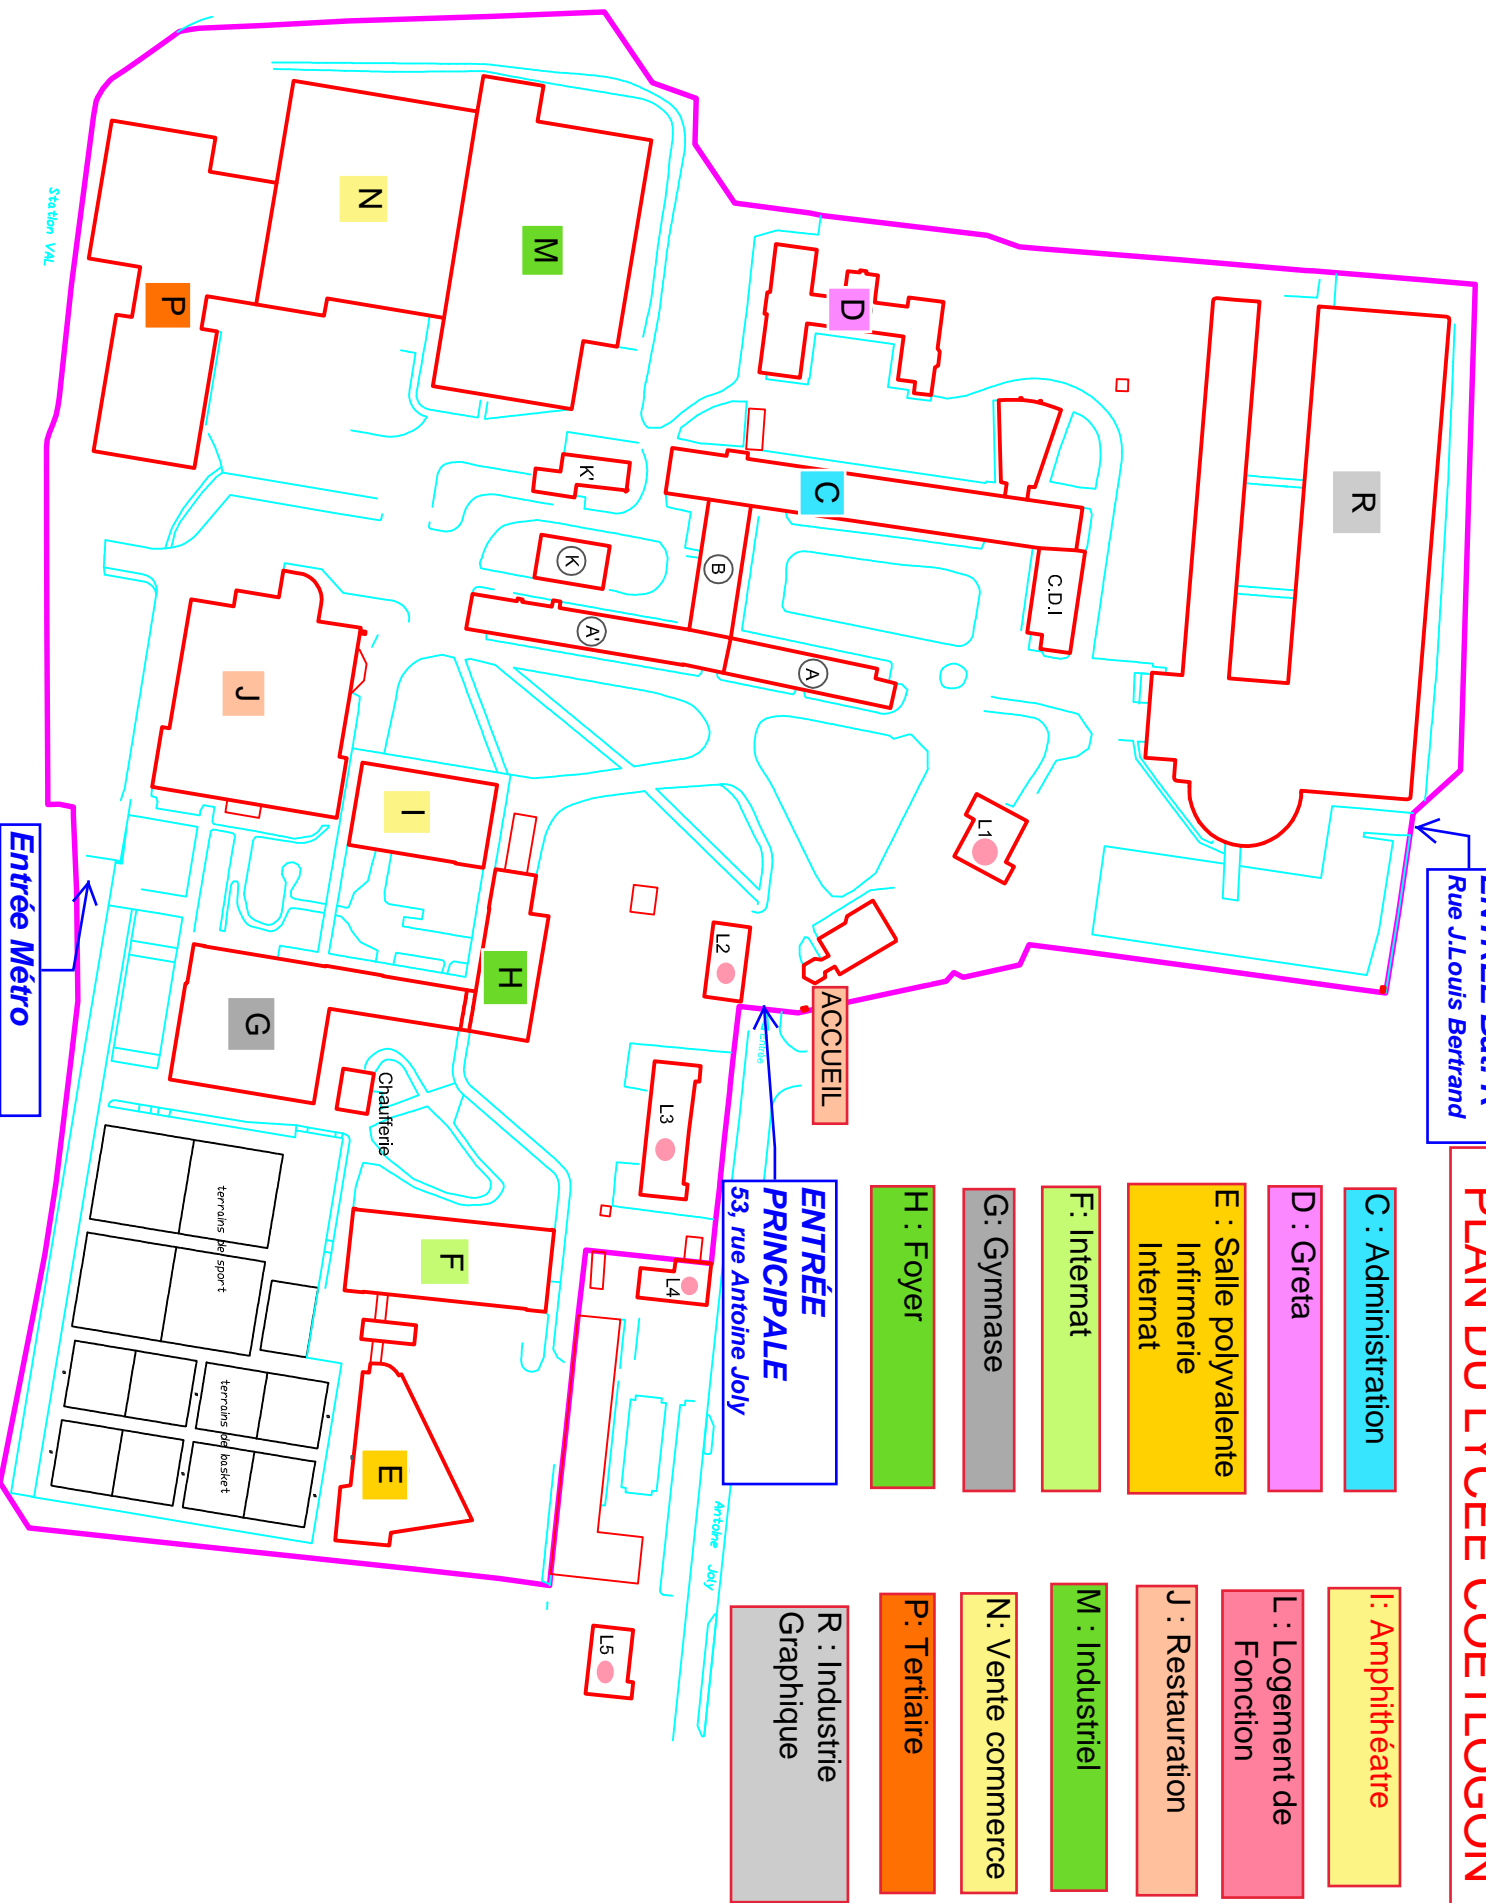 PLAN DU LYCEE COETLOGON
Rue J.Louis Bertrand
C : Administration
D : Greta
E : Salle polyvalente
Infirmerie
Internat
F: Internat
G: Gymnase
H : Foyer
I: Amphithéatre
L : Logement de
Fonction
J : Restauration
M : Industriel
N: Vente commerce
P: Tertiaire
R : Industrie
Graphique
ENTRÉE
PRINCIPALE
53, rue Antoine Joly
ACCUEIL
Entrée Métro
Station VAL
Antoine Joly
R
D
C
C.D.I
B
A
A'
K
K'
M
N
P
J
I
H
G
F
E
L1
L2
L3
L4
L5
Chaufferie
terrains de sport
terrains de basket